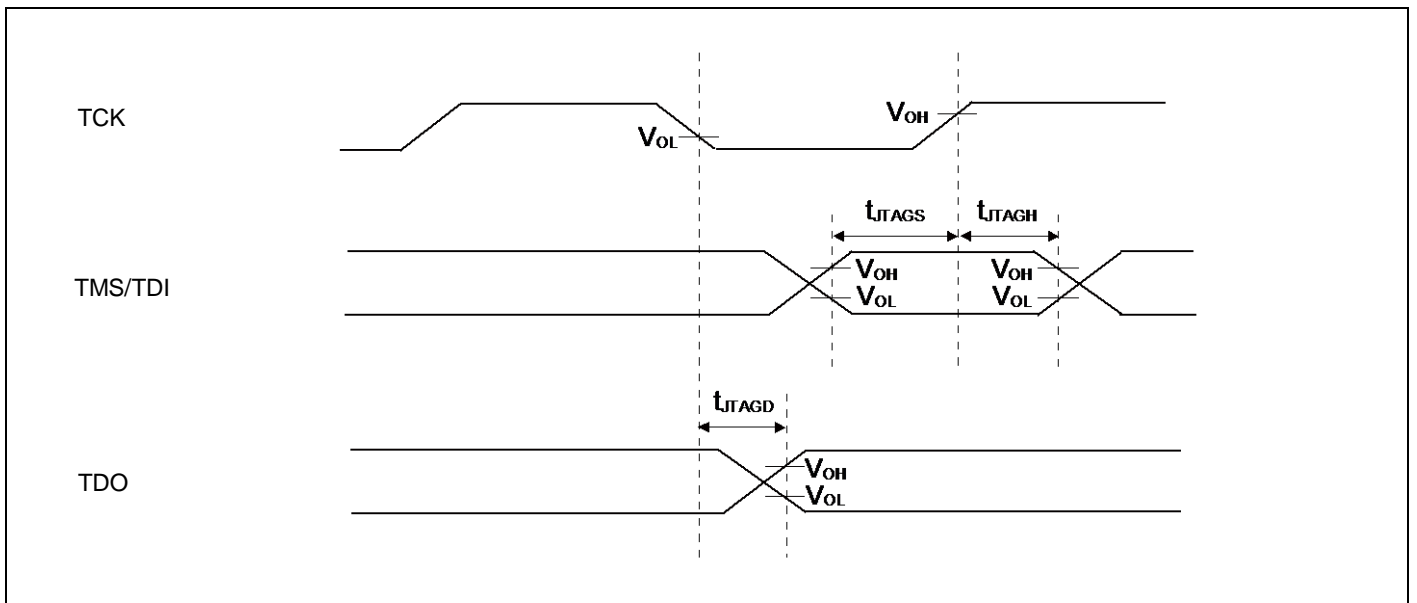 TCK
VOL
VOH
tJTAGS
tJTAGH
TMS/TDI
VOH
VOL
VOH
VOL
tJTAGD
TDO
VOH
VOL